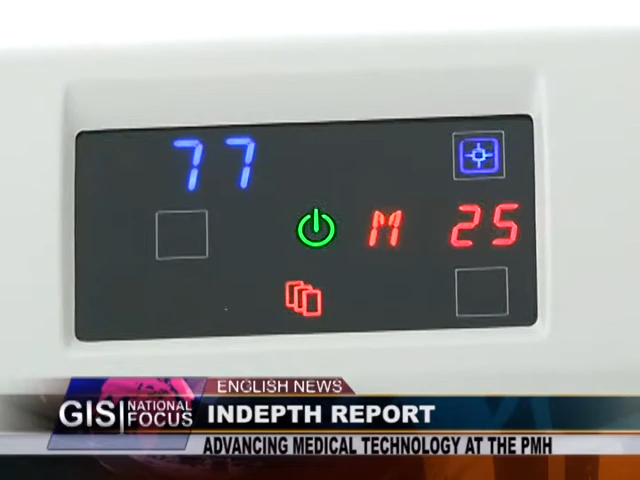 77
M 25
ENGLISH NEWS
GIS NATIONAL FOCUS
INDEPTH REPORT
ADVANCING MEDICAL TECHNOLOGY AT THE PMH